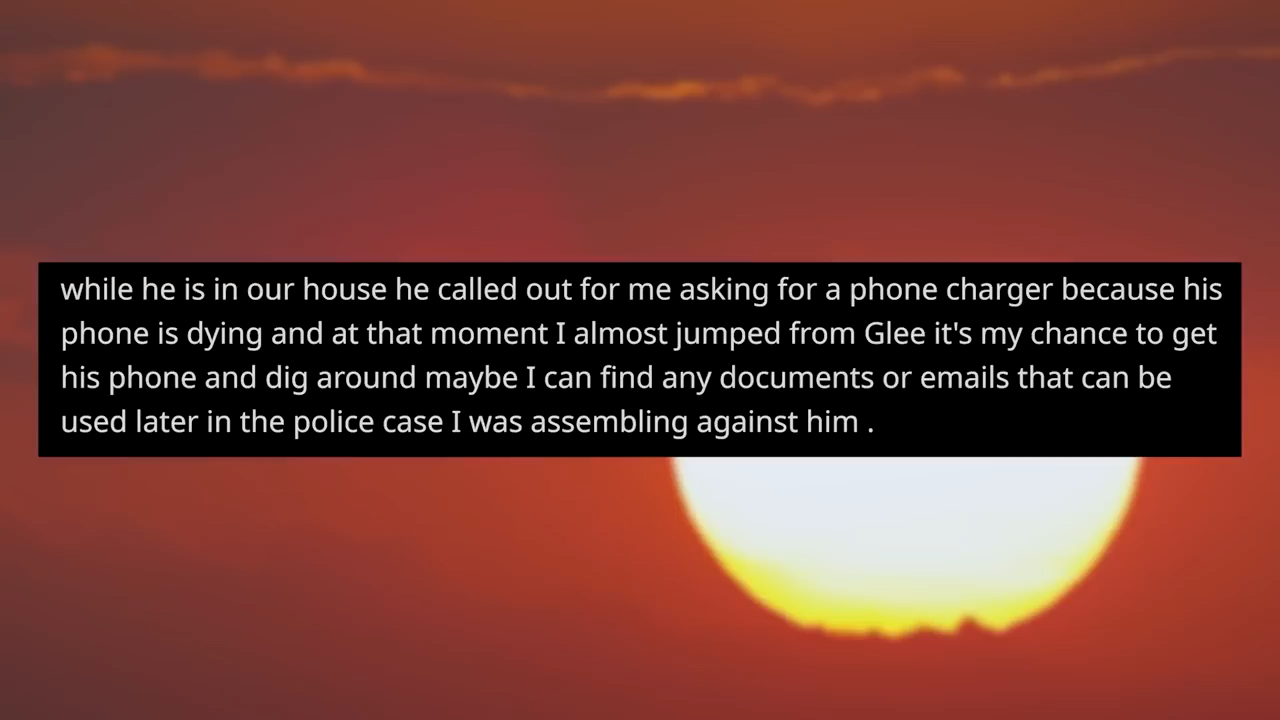 while he is in our house he called out for me asking for a phone charger because his
phone is dying and at that moment I almost jumped from Glee it's my chance to get
his phone and dig around maybe I can find any documents or emails that can be
used later in the police case I was assembling against him .